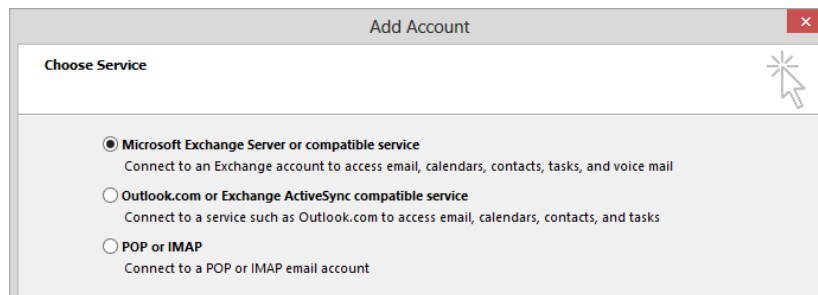 Add Account
Choose Service
Microsoft Exchange Server or compatible service
Connect to an Exchange account to access email, calendars, contacts, tasks, and voice mail
Outlook.com or Exchange ActiveSync compatible service
Connect to a service such as Outlook.com to access email, calendars, contacts, and tasks
POP or IMAP
Connect to a POP or IMAP email account